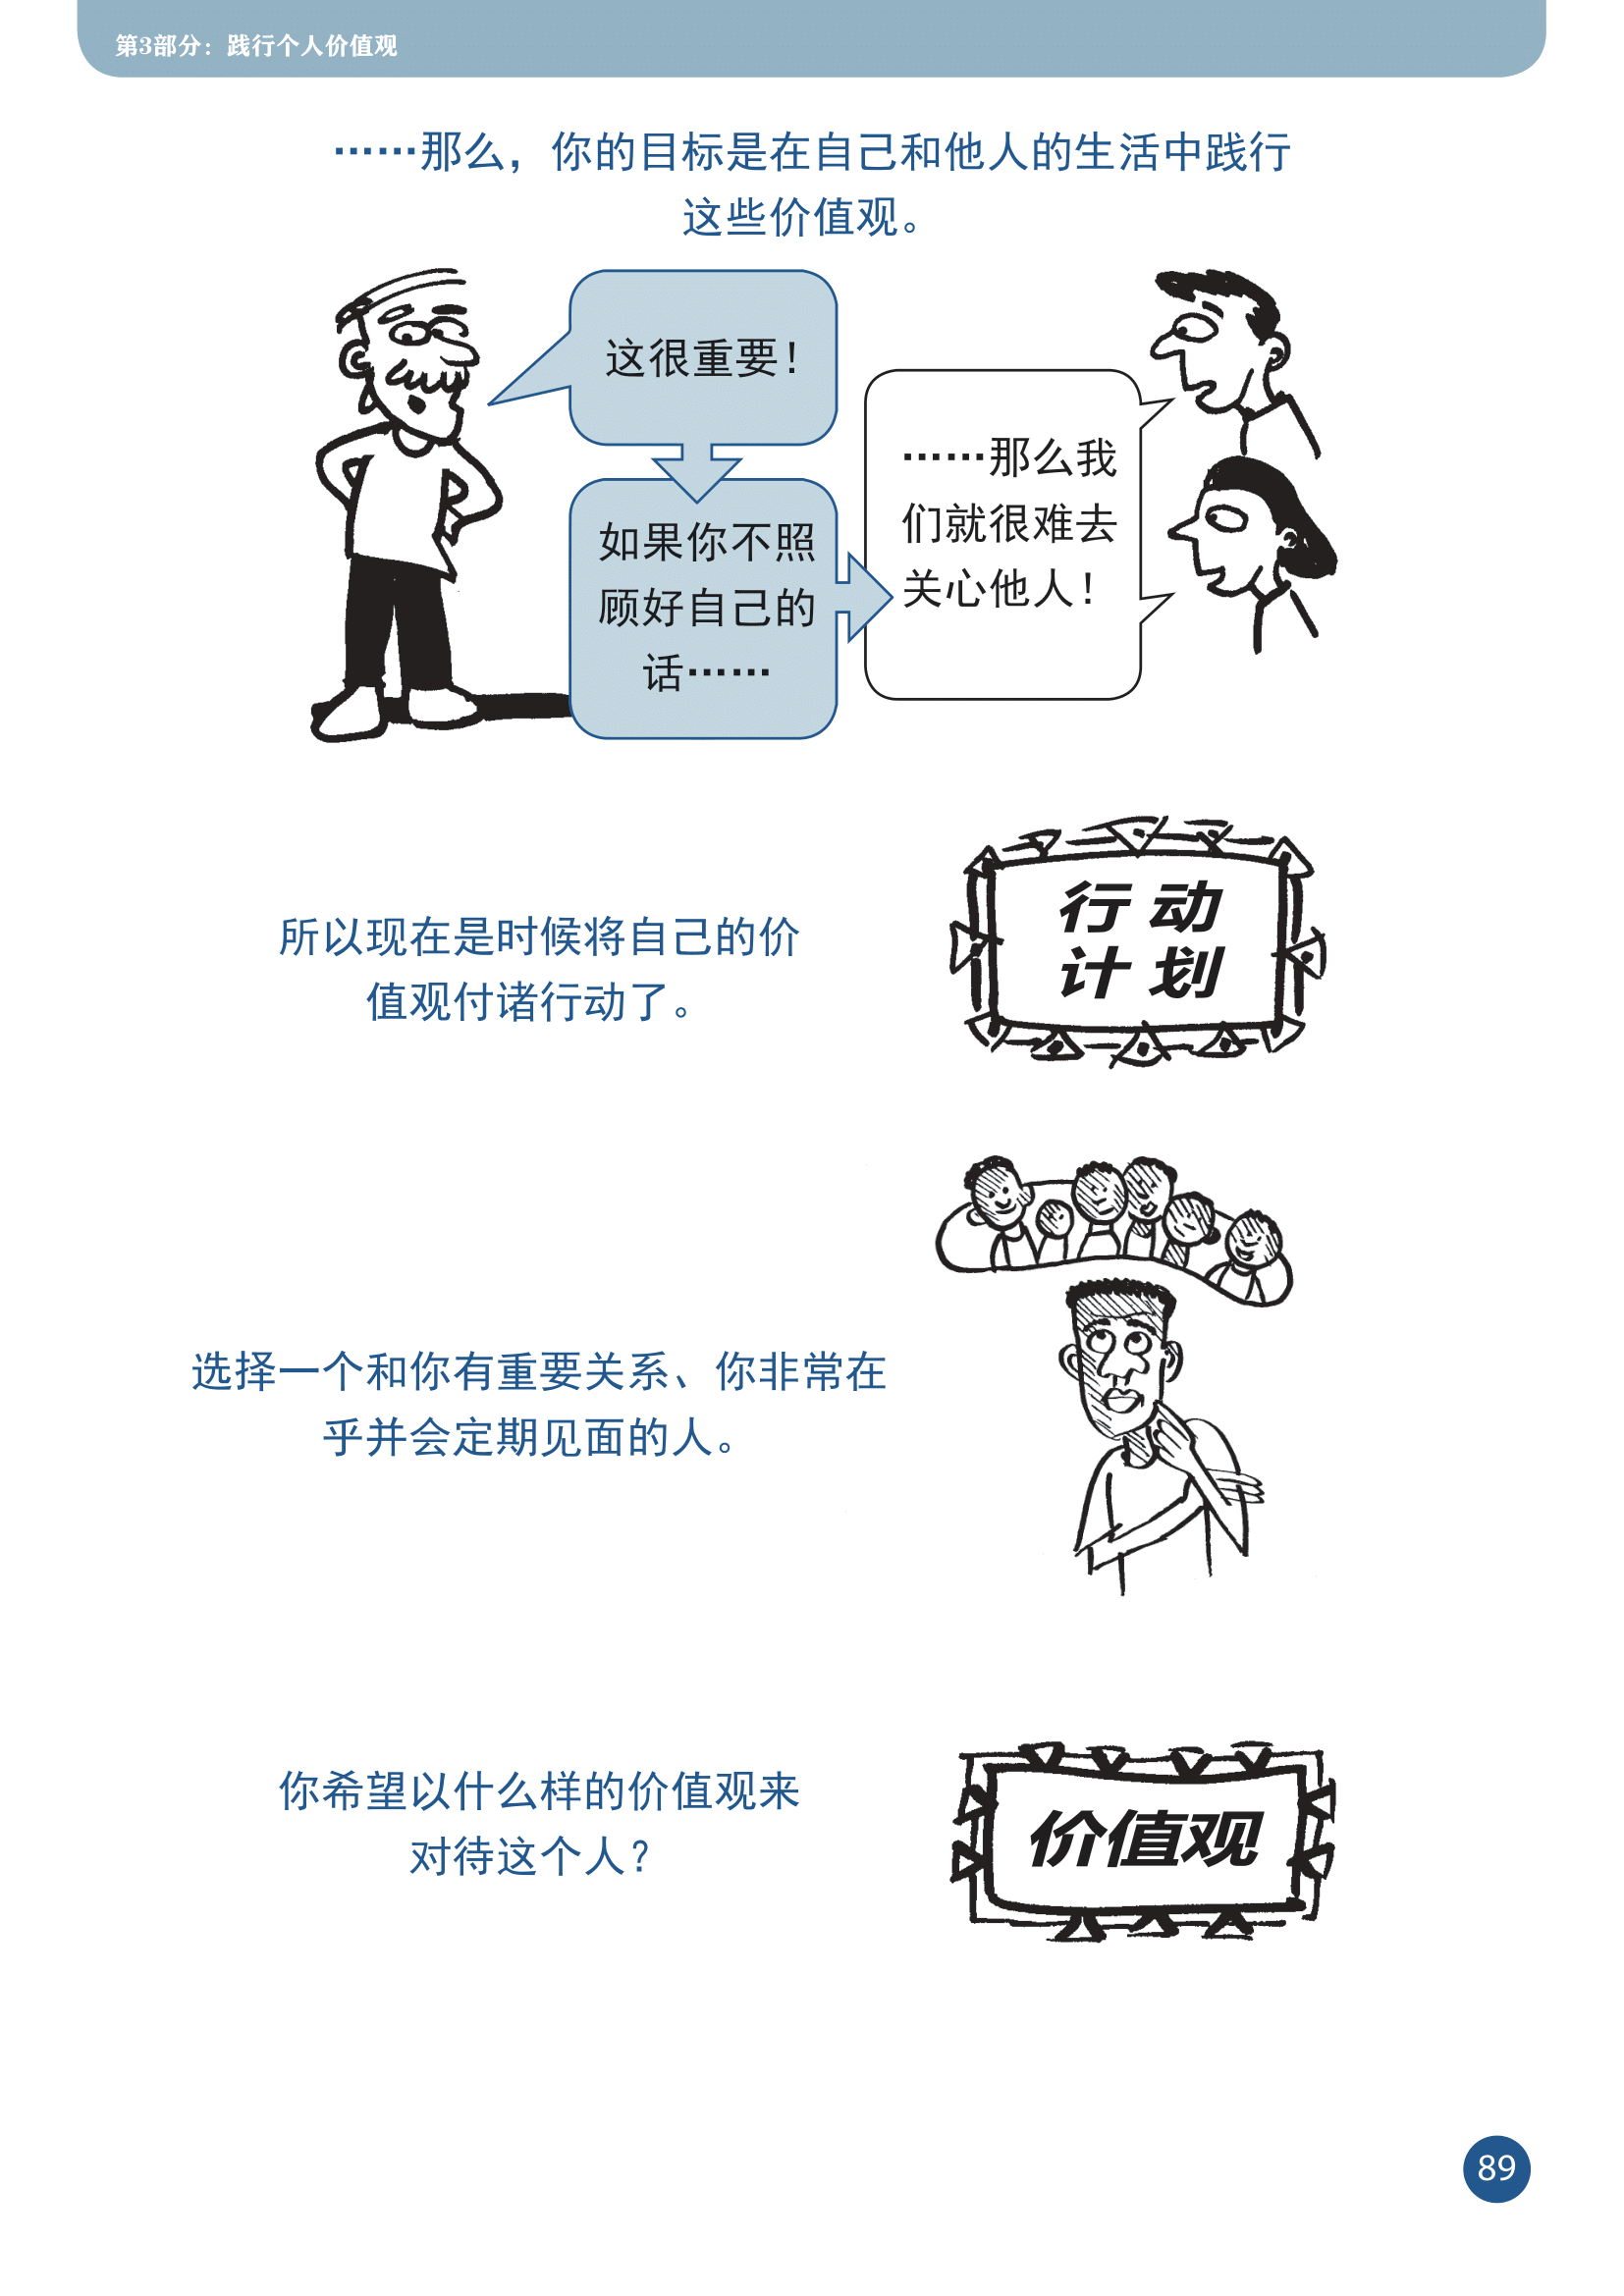 第3部分：践行个人价值观
……那么，你的目标是在自己和他人的生活中践行
这些价值观。
这很重要！
如果你不照
顾好自己的
话……
……那么我
们就很难去
关心他人！
所以现在是时候将自己的价
值观付诸行动了。
行动
计划
选择一个和你有重要关系、你非常在
乎并会定期见面的人。
你希望以什么样的价值观来
对待这个人？
价值观
89